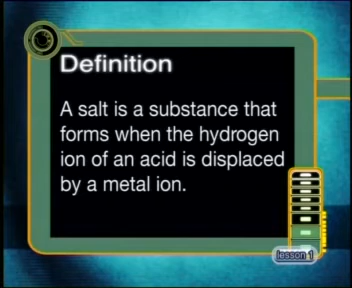 Definition
A salt is a substance that
forms when the hydrogen
ion of an acid is displaced
by a metal ion.
lesson 1